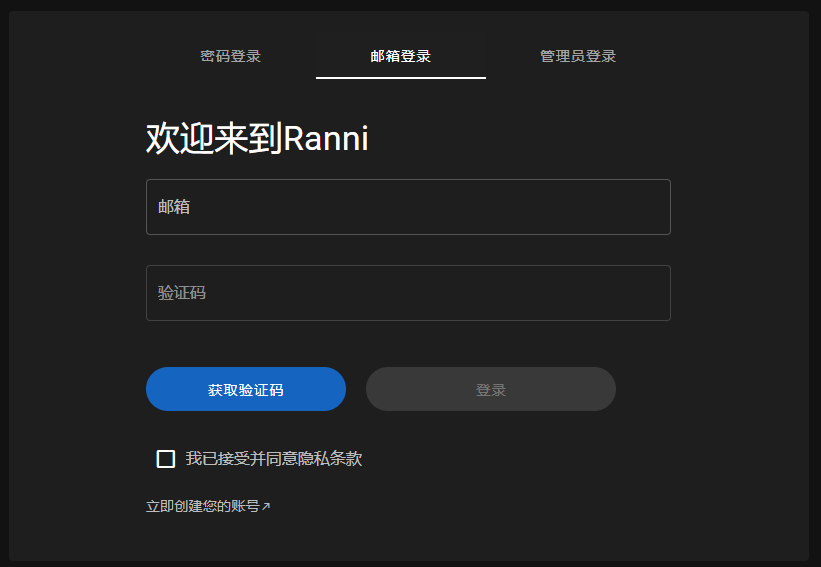 密码登录 邮箱登录 管理员登录
欢迎来到Ranni
邮箱
验证码
获取验证码 登录
我已接受并同意隐私条款
立即创建您的账号↗